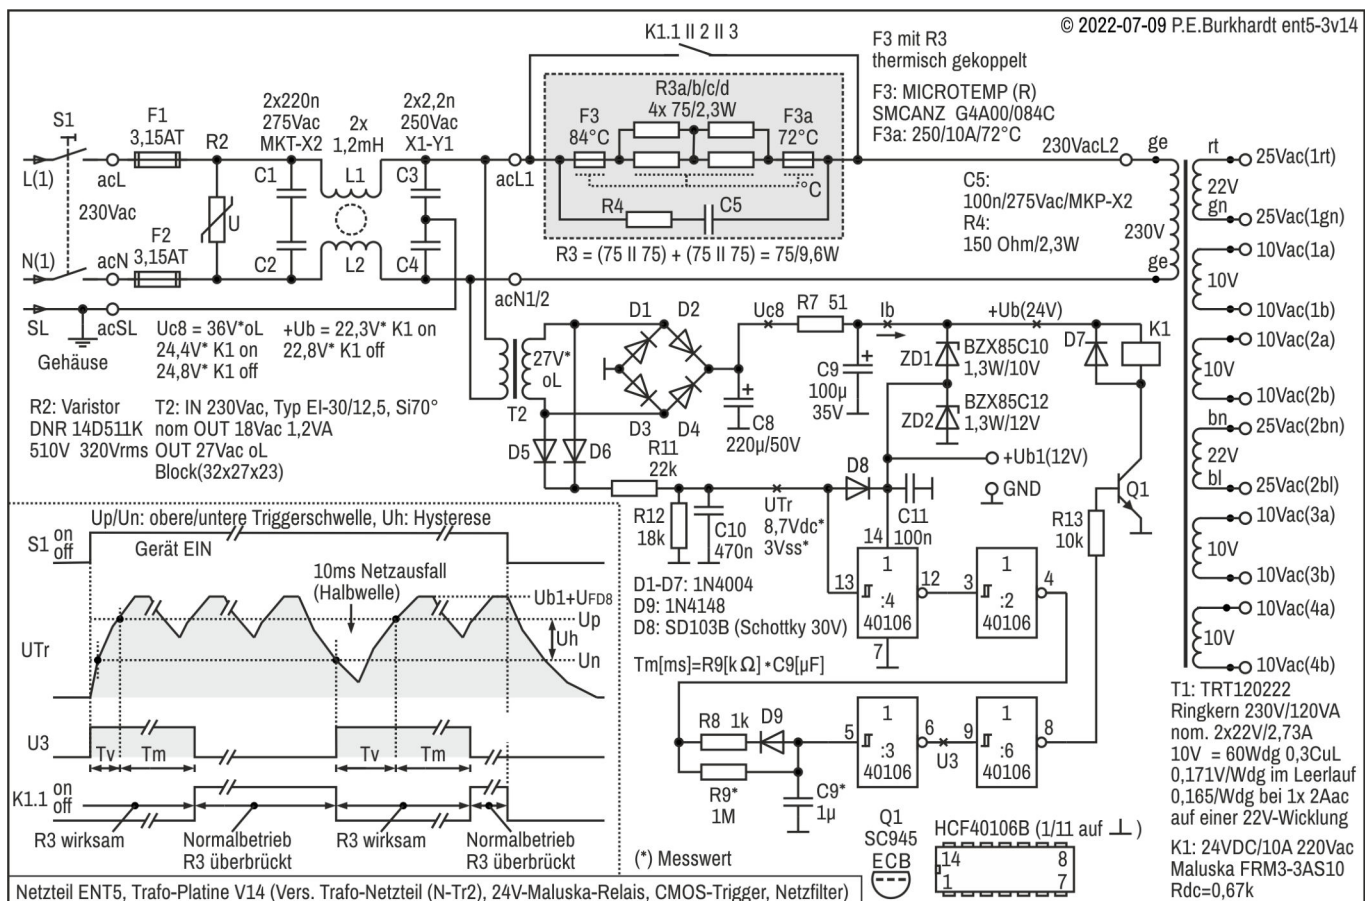 © 2022-07-09 P.E.Burkhardt ent5-3v14
K1.1 II 2 II 3
F3 mit R3
thermisch gekoppelt
F3: MICROTEMP (R)
SMCANZ G4A00/084C
F3a: 250/10A/72°C
S1
F1
3,15AT
R2
2x220n
275Vac
MKT-X2
2x
1,2mH
2x2,2n
250Vac
X1-Y1
R3a/b/c/d
4x 75/2,3W
F3
84°C
F3a
72°C
°C
R4
C5
R3 = (75 II 75) + (75 II 75) = 75/9,6W
L(1)
acL
230Vac
C1
L1
C3
acL1
U
F2
3,15AT
N(1)
acN
C2
L2
C4
acN1/2
SL
acSL
Gehäuse
230VacL2
C5:
100n/275Vac/MKP-X2
R4:
150 Ohm/2,3W
ge
230V
ge
rt
22V
gn
25Vac(1rt)
25Vac(1gn)
10Vac(1a)
10V
10Vac(1b)
10Vac(2a)
10V
10Vac(2b)
bn
25Vac(2bn)
22V
bl
25Vac(2bl)
10Vac(3a)
10V
10Vac(3b)
10Vac(4a)
10V
10Vac(4b)
Uc8 = 36V*oL
24,4V* K1 on
24,8V* K1 off
+Ub = 22,3V* K1 on
22,8V* K1 off
R2: Varistor
DNR 14D511K
510V 320Vrms
T2: IN 230Vac, Typ EI-30/12,5, Si70°
nom OUT 18Vac 1,2VA
OUT 27Vac oL
Block(32x27x23)
27V*
oL
T2
D1
D2
D3
D4
D5
D6
Uc8
R7 51
Ib
+Ub(24V)
C8
220µ/50V
C9
100µ
35V
ZD1
BZX85C10
1,3W/10V
ZD2
BZX85C12
1,3W/12V
D7
K1
R11
22k
R12
18k
C10
470n
UTr
8,7Vdc*
3Vss*
D8
+Ub1(12V)
GND
C11
100n
R13
10k
Q1
D1-D7: 1N4004
D9: 1N4148
D8: SD103B (Schottky 30V)
14
13
1
:4
40106
12
7
3
1
:2
40106
4
Tm[ms]=R9[k Ω] •C9[µF]
R8 1k
D9
R9*
1M
C9*
1µ
5
1
:3
40106
6
U3
9
1
:6
40106
8
(*) Messwert
Q1
SC945
ECB
HCF40106B (1/11 auf ⊥ )
14 8
1 7
T1: TRT120222
Ringkern 230V/120VA
nom. 2x22V/2,73A
10V = 60Wdg 0,3CuL
0,171V/Wdg im Leerlauf
0,165/Wdg bei 1x 2Aac
auf einer 22V-Wicklung
K1: 24VDC/10A 220Vac
Maluska FRM3-3AS10
Rdc=0,67k
Up/Un: obere/untere Triggerschwelle, Uh: Hysterese
S1 on
off
Gerät EIN
10ms Netzausfall
(Halbwelle)
Ub1+UFD8
Up
Uh
Un
UTr
U3
Tv
Tm
Tv
Tm
K1.1 on
off
R3 wirksam
Normalbetrieb
R3 überbrückt
R3 wirksam
Normalbetrieb
R3 überbrückt
Netzteil ENT5, Trafo-Platine V14 (Vers. Trafo-Netzteil (N-Tr2), 24V-Maluska-Relais, CMOS-Trigger, Netzfilter)